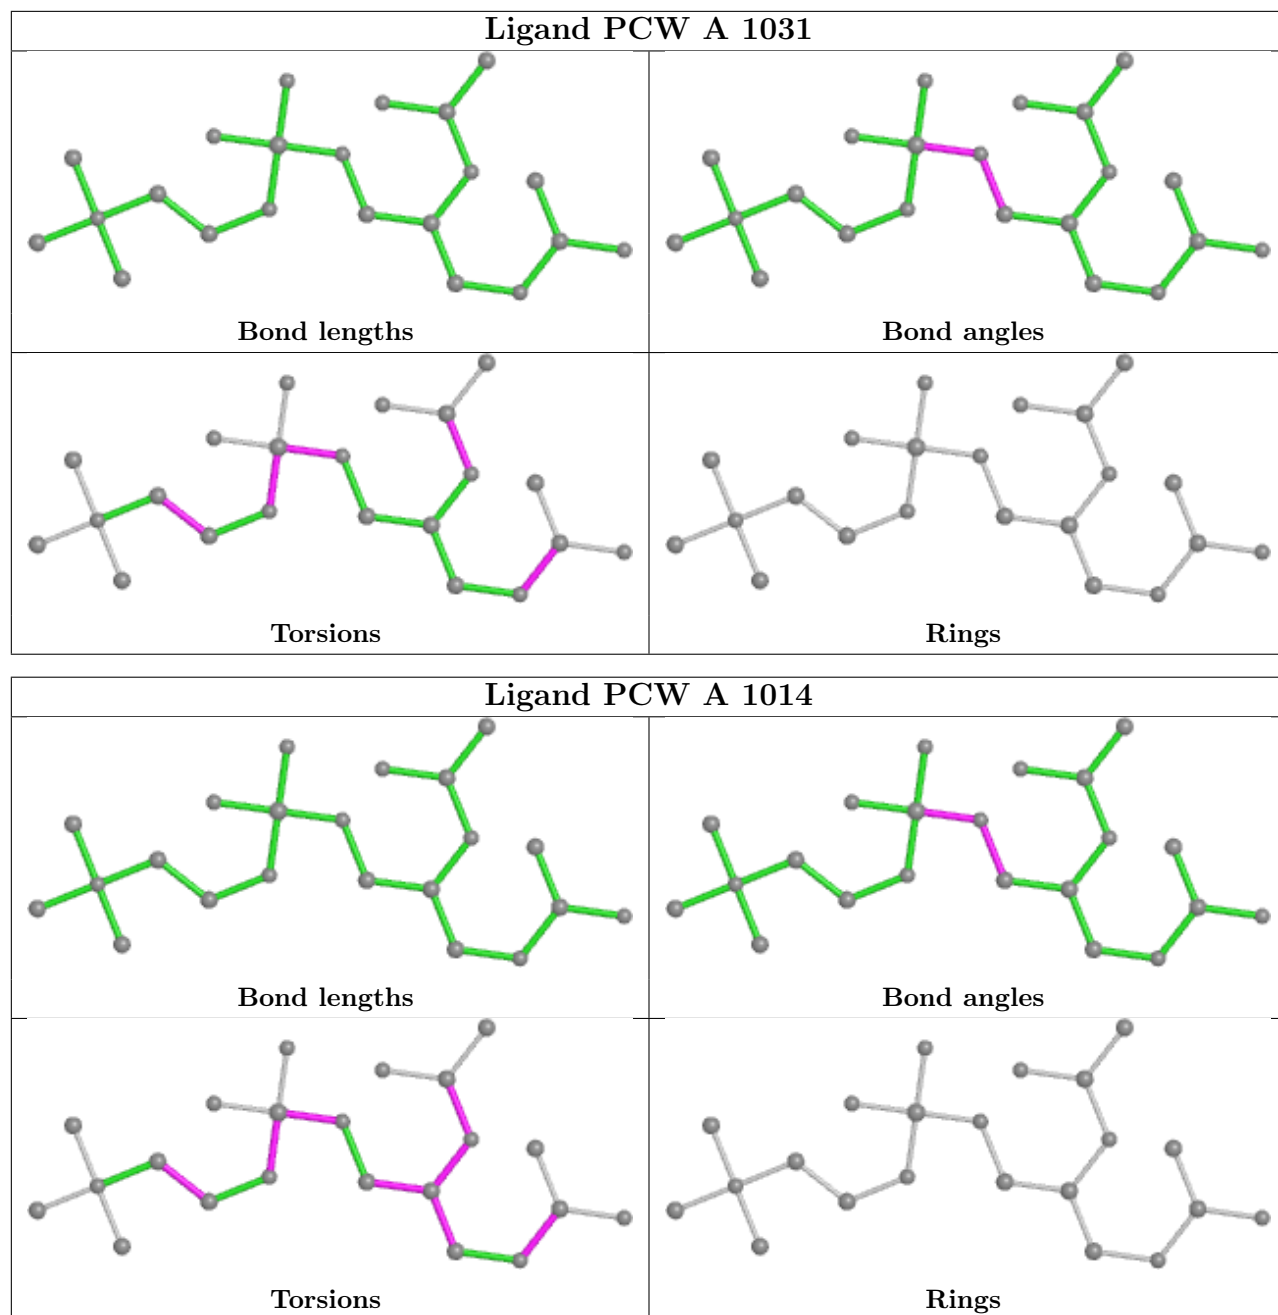 Ligand PCW A 1031
Bond lengths
Bond angles
Torsions
Rings
Ligand PCW A 1014
Bond lengths
Bond angles
Torsions
Rings